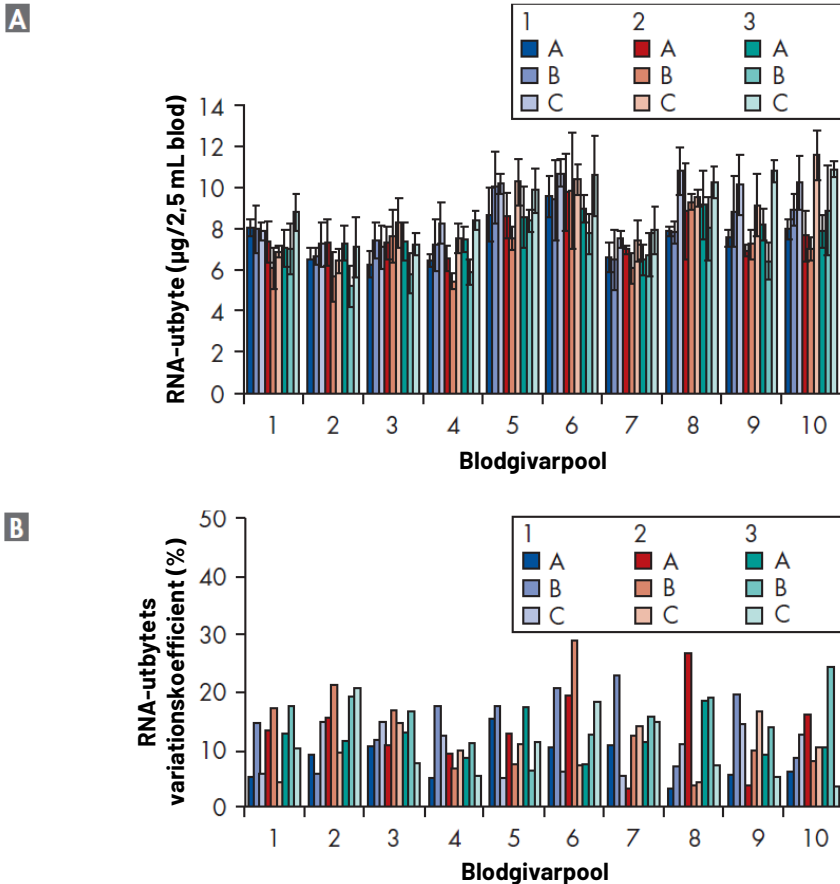 A
1 2 3
A A A
B B B
C C C
RNA-utbyte (µg/2,5 mL blod)
14
12
10
8
6
4
2
0
1 2 3 4 5 6 7 8 9 10
Blodgivarpool
B
RNA-utbytets
variationskoefficient (%)
50
40
30
20
10
0
1 2 3
A A A
B B B
C C C
1 2 3 4 5 6 7 8 9 10
Blodgivarpool